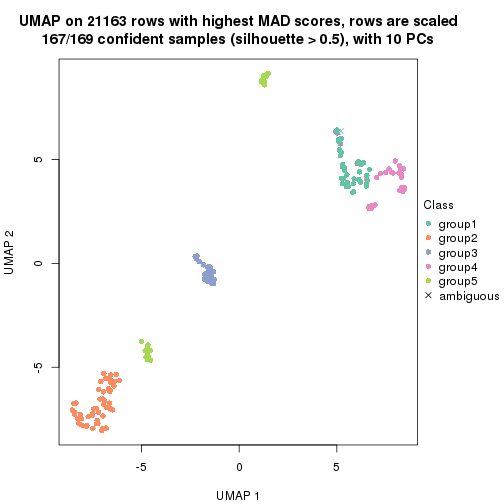 UMAP on 21163 rows with highest MAD scores, rows are scaled
167/169 confident samples (silhouette > 0.5), with 10 PCs
5
0
-5
UMAP 2
-5
0
5
UMAP 1
Class
group1
group2
group3
group4
group5
ambiguous